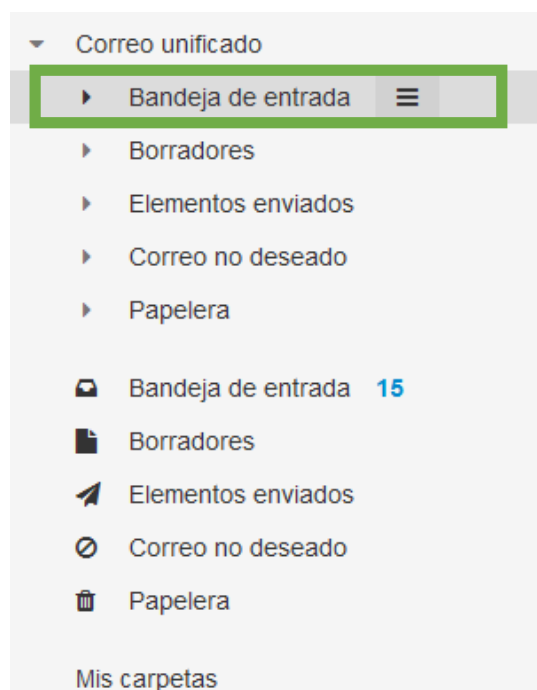 Correo unificado
Bandeja de entrada
Borradores
Elementos enviados
Correo no deseado
Papelera
Bandeja de entrada 15
Borradores
Elementos enviados
Correo no deseado
Papelera
Mis carpetas